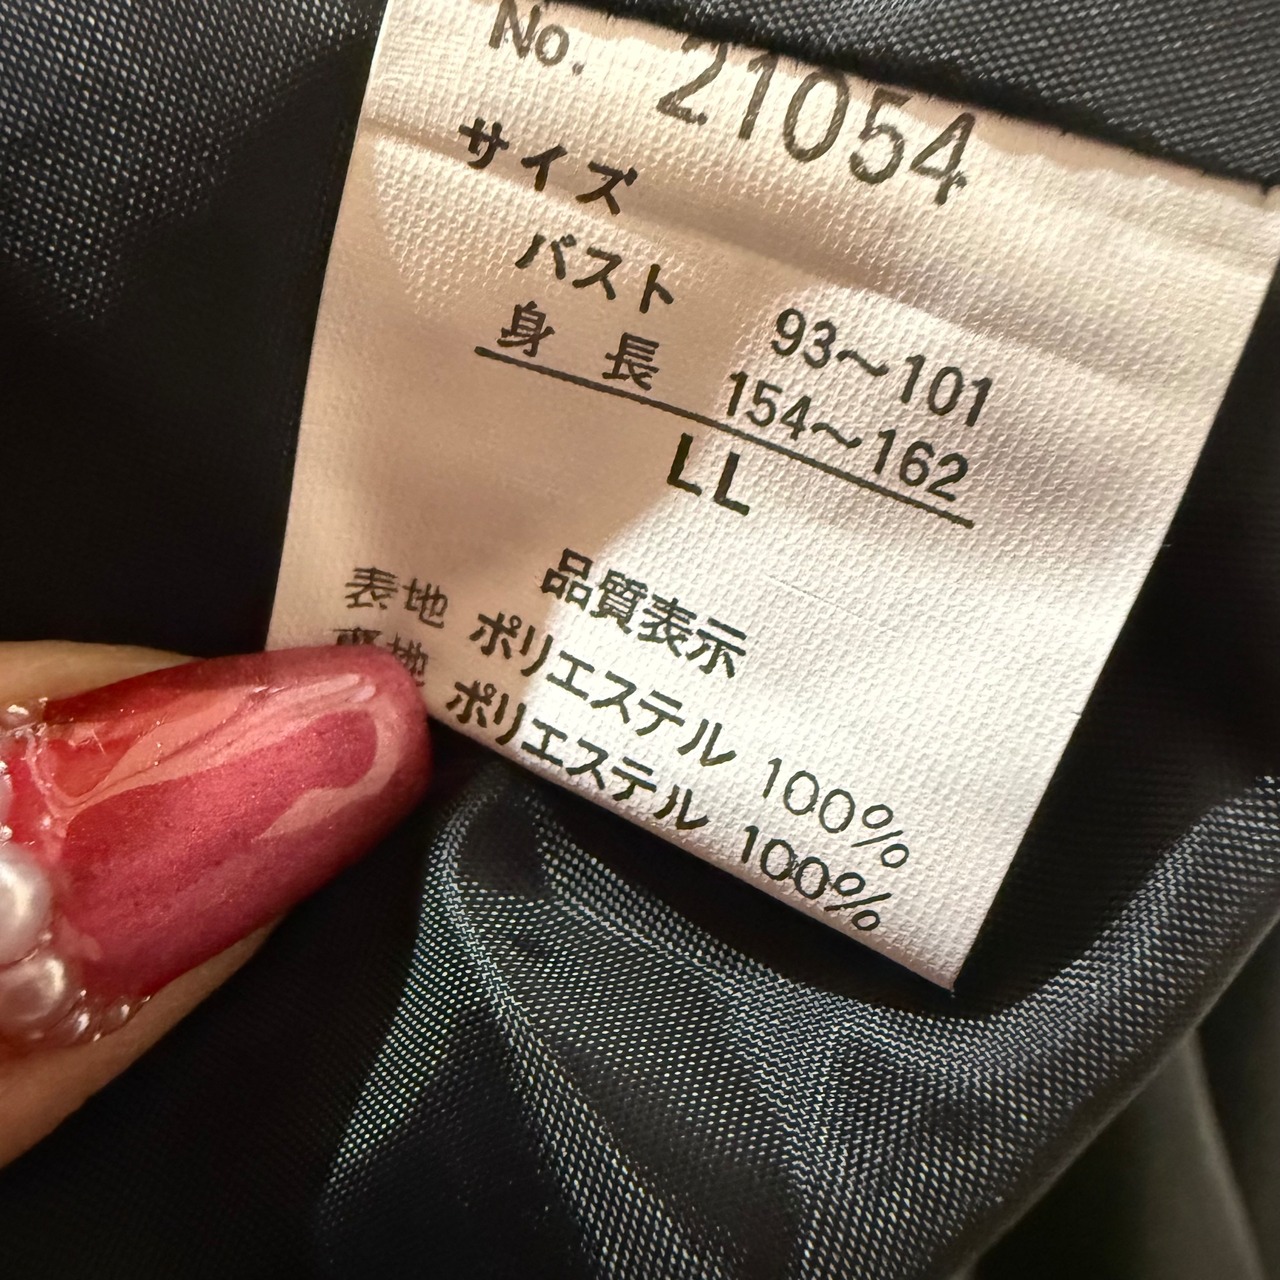 No. 21054
サイズ
バスト 93～101
身長 154～162
LL
品質表示
表地 ポリエステル 100%
裏地 ポリエステル 100%